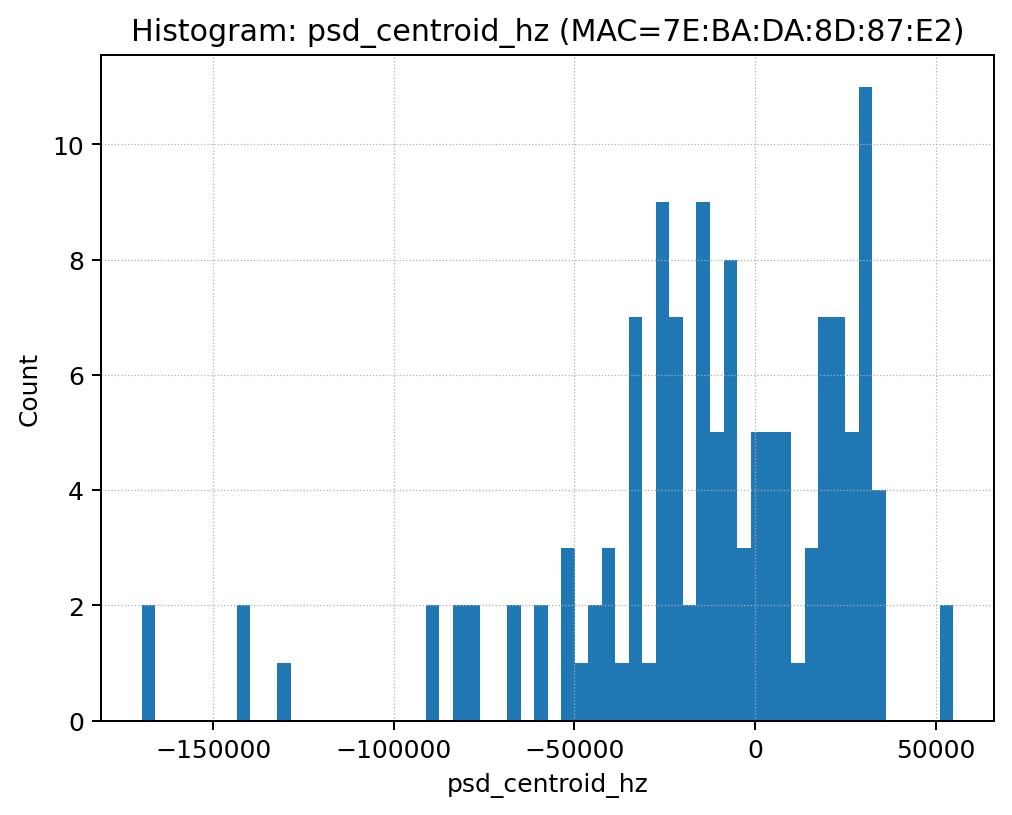 Histogram: psd_centroid_hz (MAC=7E:BA:DA:8D:87:E2)
10
8
6
4
2
0
Count
−150000 −100000 −50000 0 50000
psd_centroid_hz